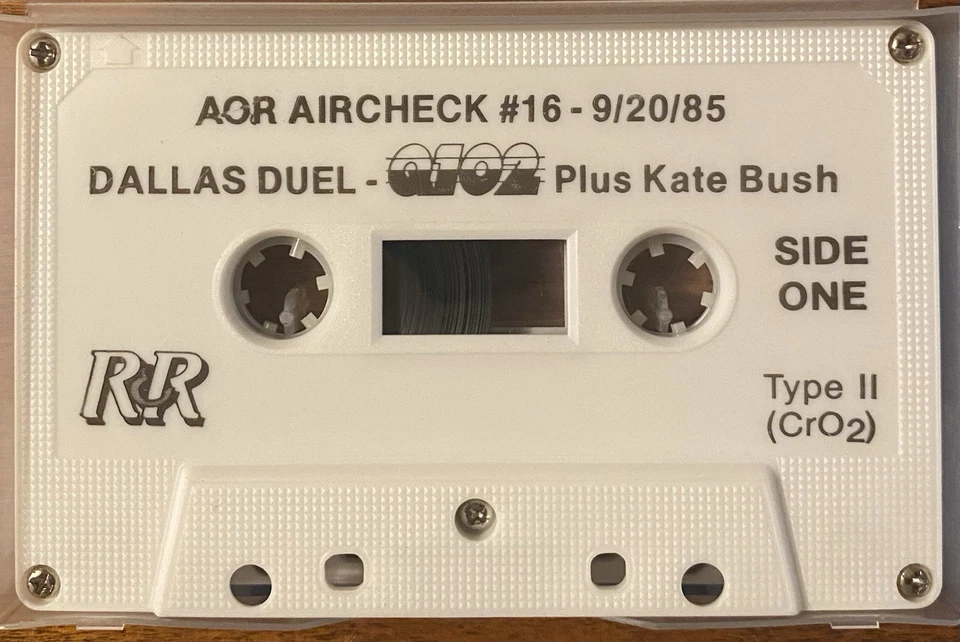 AOR AIRCHECK #16 - 9/20/85
DALLAS DUEL - Q102 Plus Kate Bush
SIDE
ONE
R&R
Type II
(CrO2)